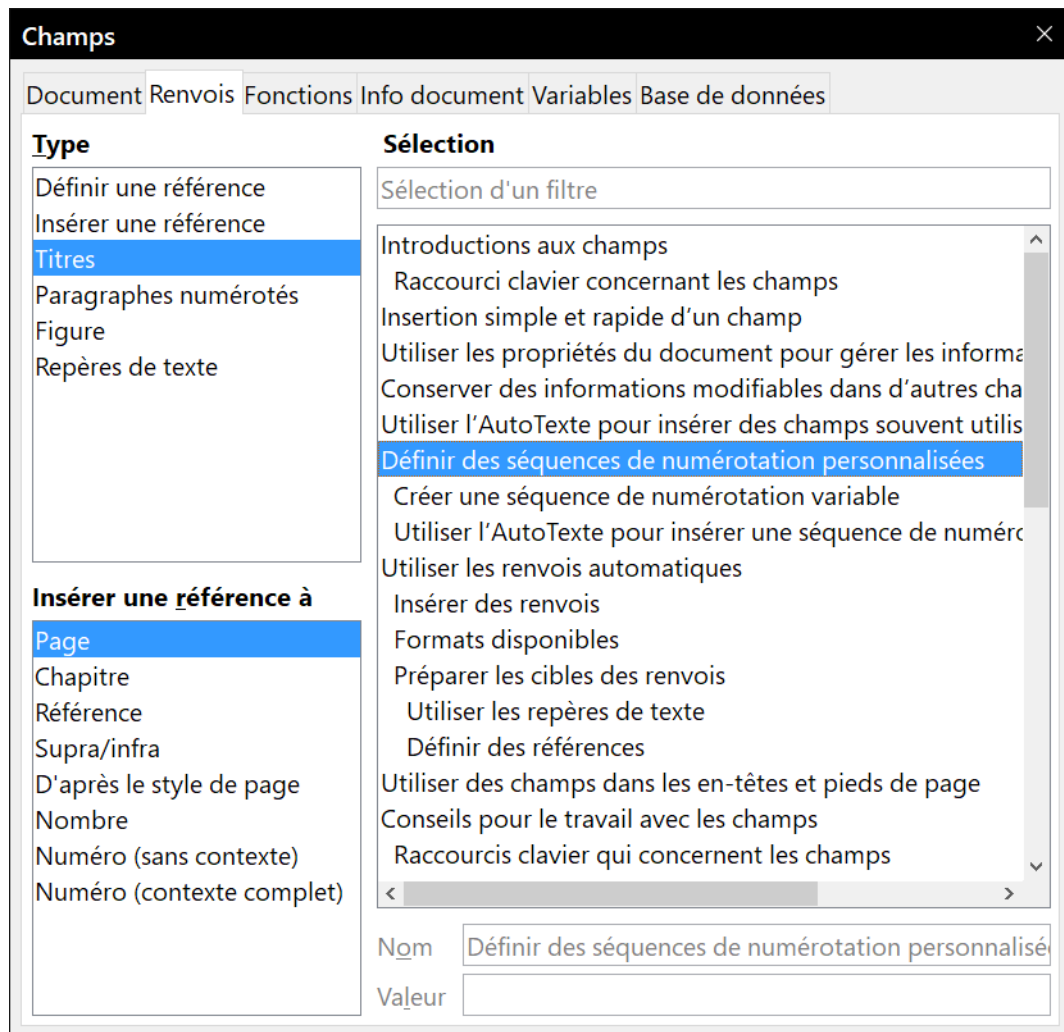 Champs
Document Renvois Fonctions Info document Variables Base de données
Type
Définir une référence
Insérer une référence
Titres
Paragraphes numérotés
Figure
Repères de texte
Insérer une référence à
Page
Chapitre
Référence
Supra/infra
D'après le style de page
Nombre
Numéro (sans contexte)
Numéro (contexte complet)
Sélection
Sélection d'un filtre
Introductions aux champs
Raccourci clavier concernant les champs
Insertion simple et rapide d’un champ
Utiliser les propriétés du document pour gérer les informa
Conserver des informations modifiables dans d’autres cha
Utiliser l’AutoTexte pour insérer des champs souvent utilis
Définir des séquences de numérotation personnalisées
Créer une séquence de numérotation variable
Utiliser l’AutoTexte pour insérer une séquence de numéro
Utiliser les renvois automatiques
Insérer des renvois
Formats disponibles
Préparer les cibles des renvois
Utiliser les repères de texte
Définir des références
Utiliser des champs dans les en-têtes et pieds de page
Conseils pour le travail avec les champs
Raccourcis clavier qui concernent les champs
Nom Définir des séquences de numérotation personnalisée
Valeur